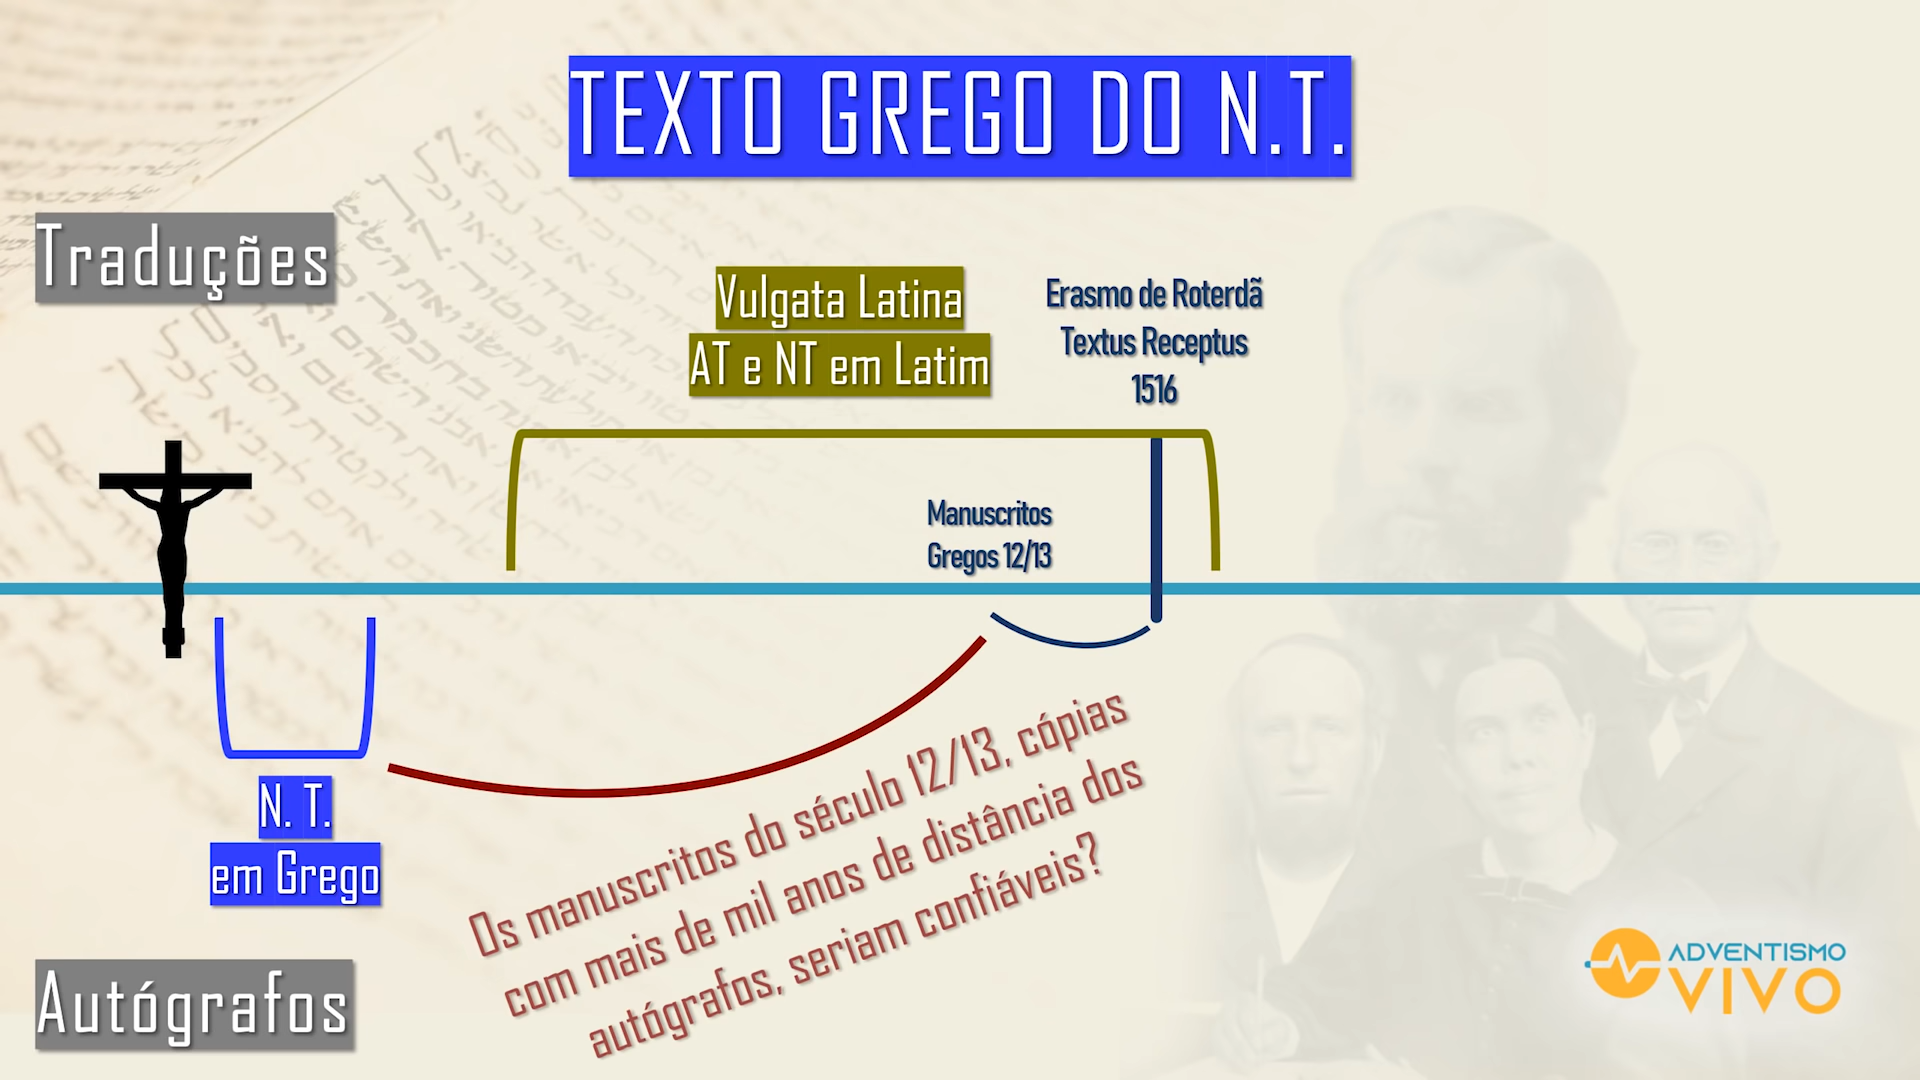 TEXTO GREGO DO N.T.
Traduções
Vulgata Latina
AT e NT em Latim
Erasmo de Roterdã
Textus Receptus
1516
Manuscritos
Gregos 12/13
N. T.
em Grego
Os manuscritos do século 12/13, cópias
com mais de mil anos de distância dos
autógrafos, seriam confiáveis?
Autógrafos
ADVENTISMO
VIVO